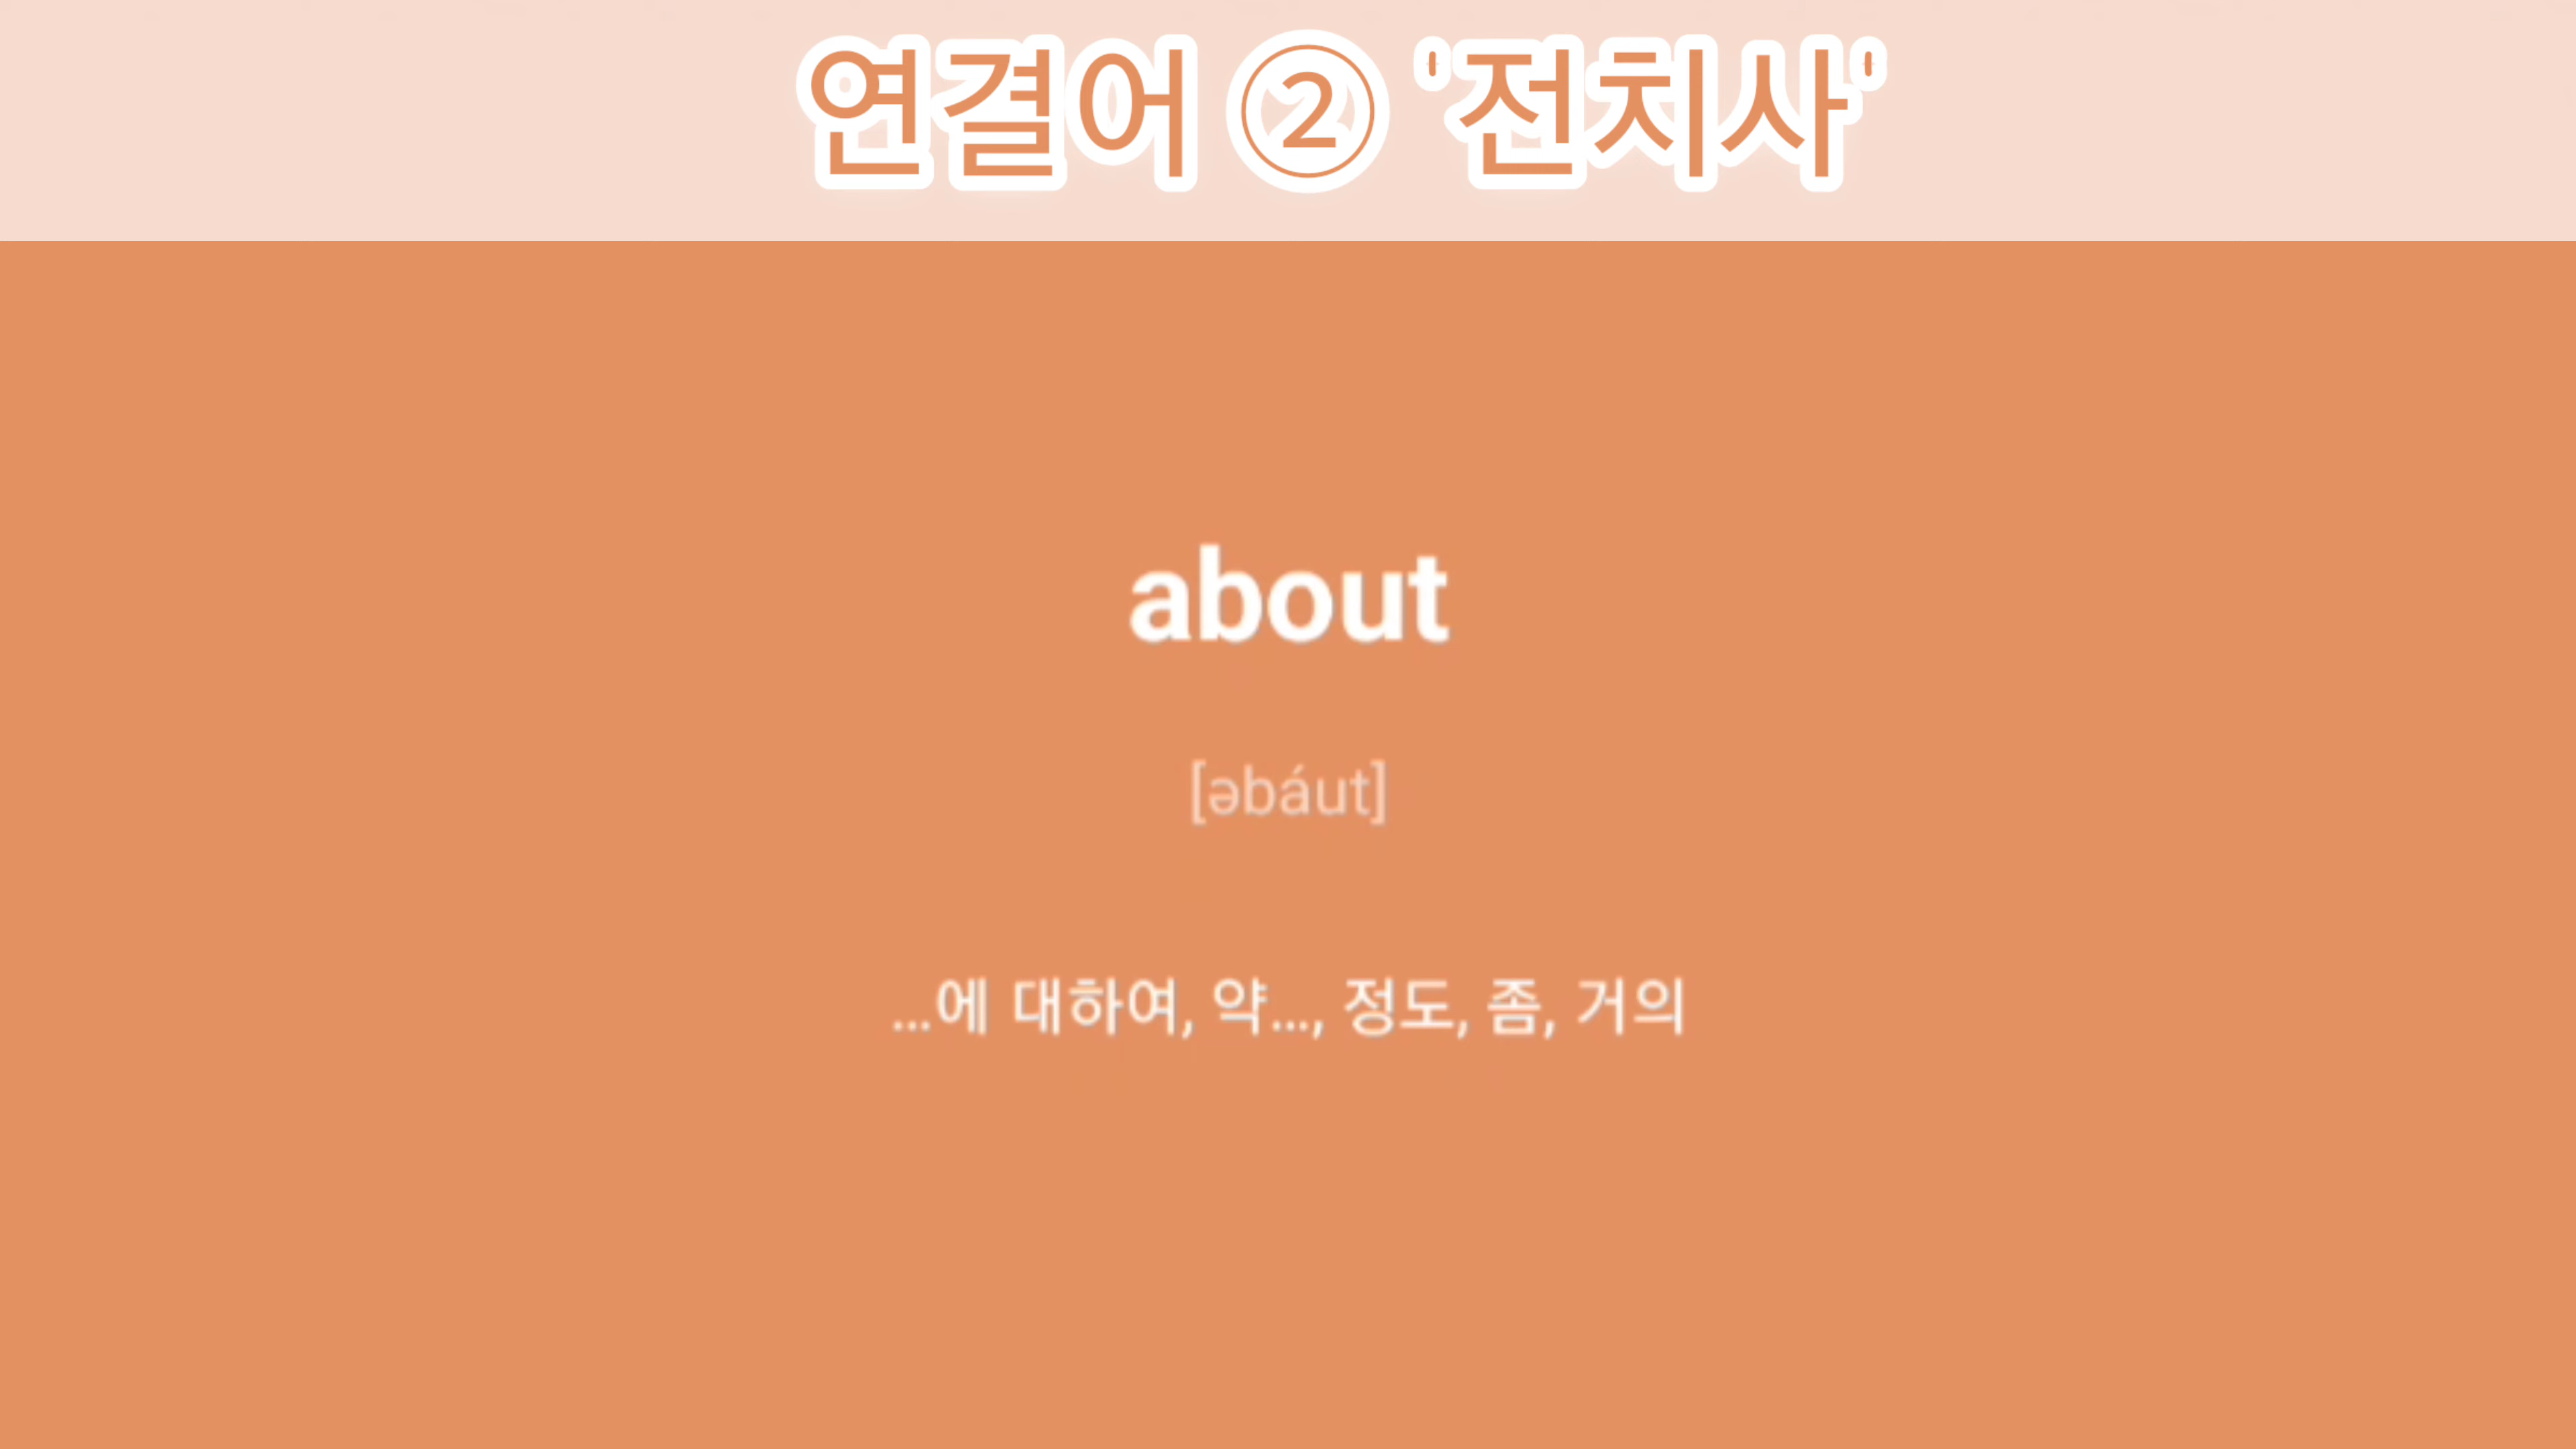 연결어 ② '전치사'
about
[əbáut]
...에 대하여, 약..., 정도, 좀, 거의